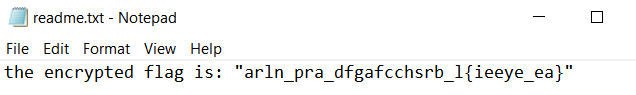 readme.txt - Notepad
File Edit Format View Help
the encrypted flag is: "arln_pra_dfgafcchsrb_l{ieeye_ea}"